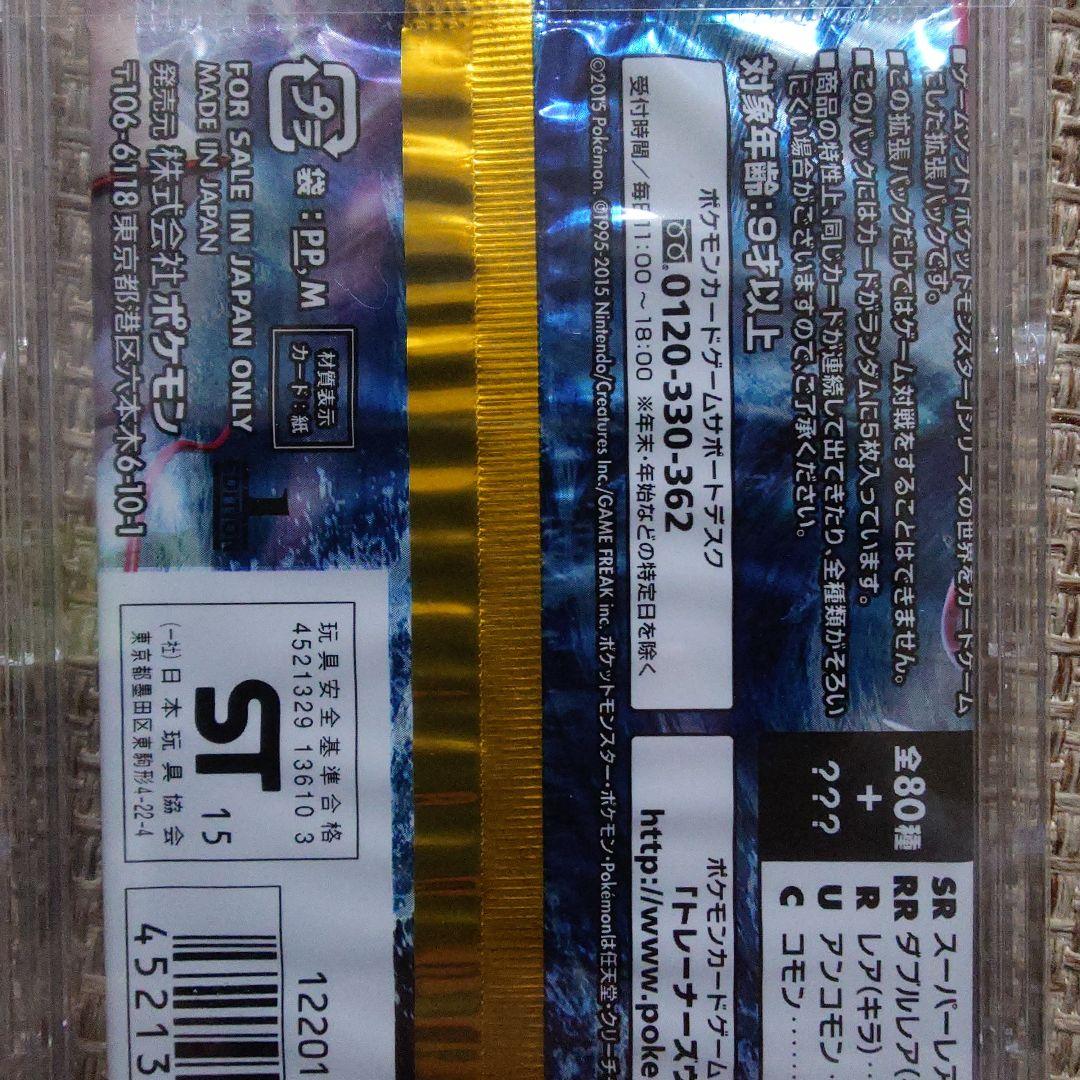 ■ゲームソフト「ポケットモンスター」シリーズの世界をカードゲーム
にした拡張パックです。
■この拡張パックだけではゲーム対戦をすることはできません。
■このパックにはカードがランダムに5枚入っています。
■商品の特性上、同じカードが連続して出てきたり、全種類がそろい
にくい場合がございますので、ご了承ください。
対象年齢:9才以上
ポケモンカードゲームサポートデスク
0120-330-362
受付時間/毎日11:00~18:00 ※年末・年始などの特定日を除く
©2015 Pokémon. ©1995-2015 Nintendo/Creatures Inc./GAME FREAK inc. ポケットモンスター・ポケモン・Pokémonは任天堂・クリーチ
全80種
+
???
SR スーパーレア
RR ダブルレア(
R レア(キラ)‥
U アンコモン‥
C コモン‥‥
ポケモンカードゲーム
「トレーナーズウ
http://www.poke
プラ
袋:PP,M
材質表示
カード:紙
FOR SALE IN JAPAN ONLY
MADE IN JAPAN
発売元 株式会社ポケモン
〒106-6118 東京都港区六本木6-10-1
1
EDITION
玩具安全基準合格
4521329 13610 3
ST
15
(一社)日本玩具協会
東京都墨田区東駒形4-22-4
12201
45213